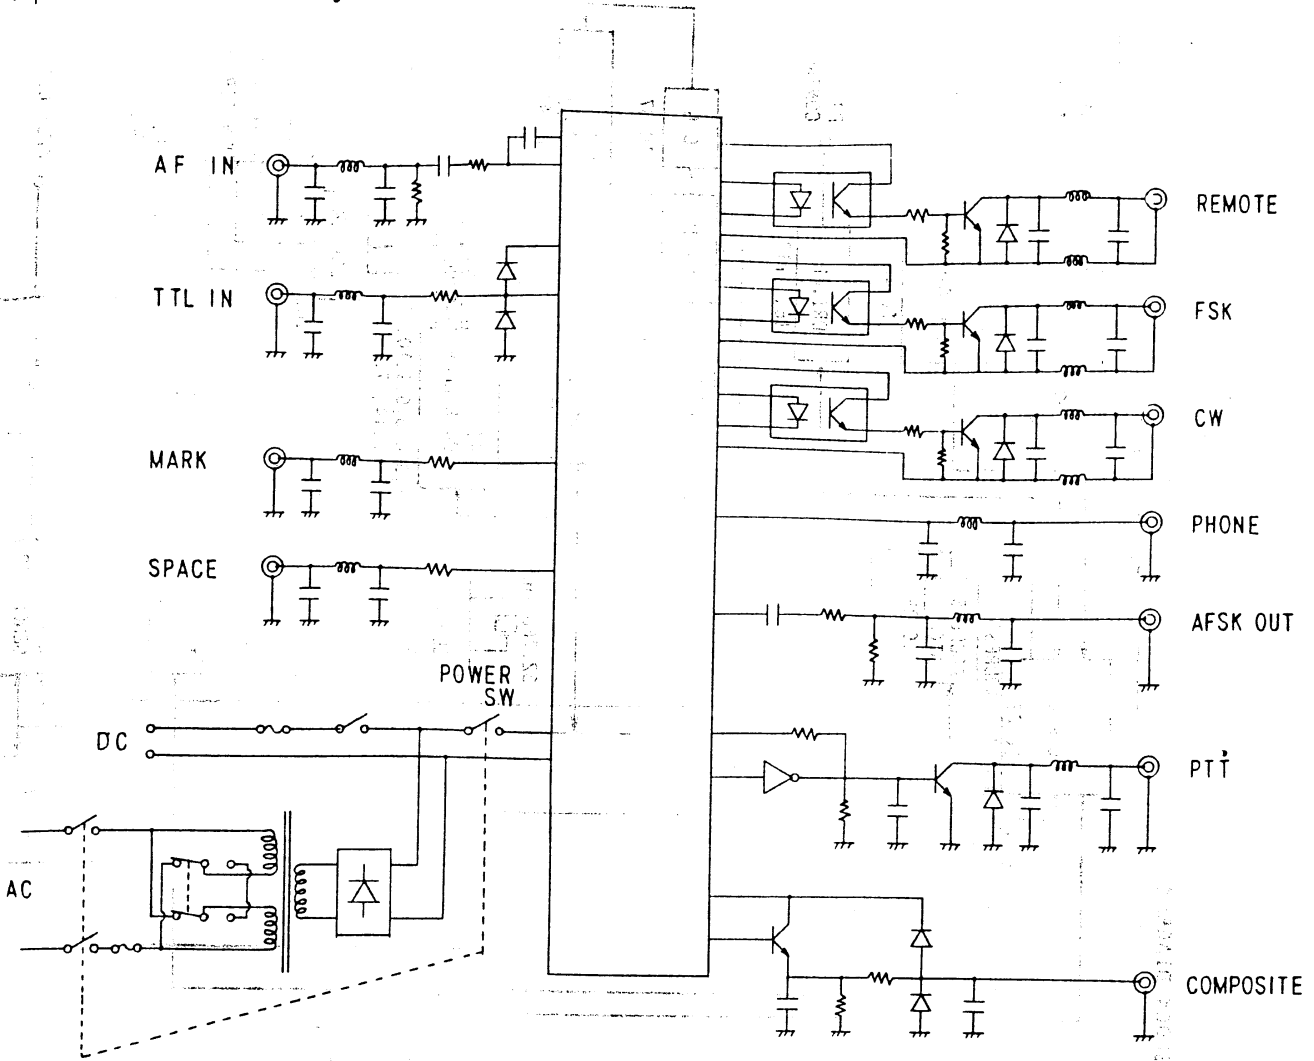 AF IN
TTL IN
MARK
SPACE
POWER
SW
DC
AC
REMOTE
FSK
CW
PHONE
AFSK OUT
PTT
COMPOSITE